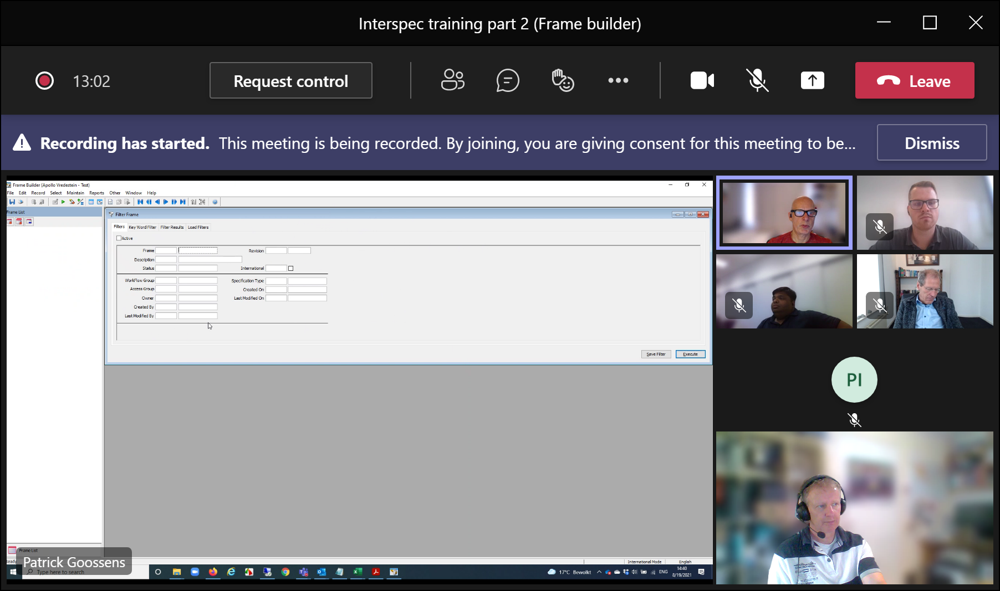 Interspec training part 2 (Frame builder)
13:02
Request control
Leave
Recording has started. This meeting is being recorded. By joining, you are giving consent for this meeting to be...
Dismiss
Frame Builder (Apollo Vredestein - Test)
File Edit Record Select Maintain Reports Other Window Help
Frame List
Filter Frame
Filters Key Word Filter Filter Results Load Filters
Active
Frame Revision
Description
Status International
WorkFlow Group Specification Type
Access Group Created On
Owner Last Modified On
Created By
Last Modified By
Save Filter Execute
PI
Frame List
Ready
Patrick Goossens
International Mode English
Type here to search
17°C Bewolkt
ENG
14:40
8/19/2021